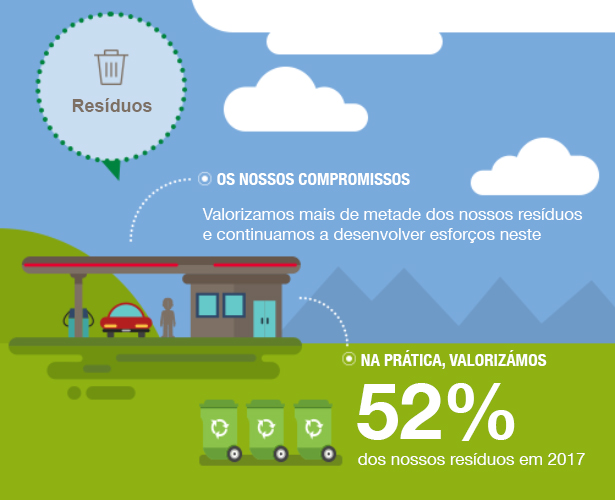 Resíduos
OS NOSSOS COMPROMISSOS
Valorizamos mais de metade dos nossos resíduos
e continuamos a desenvolver esforços neste
NA PRÁTICA, VALORIZÁMOS
52%
dos nossos resíduos em 2017